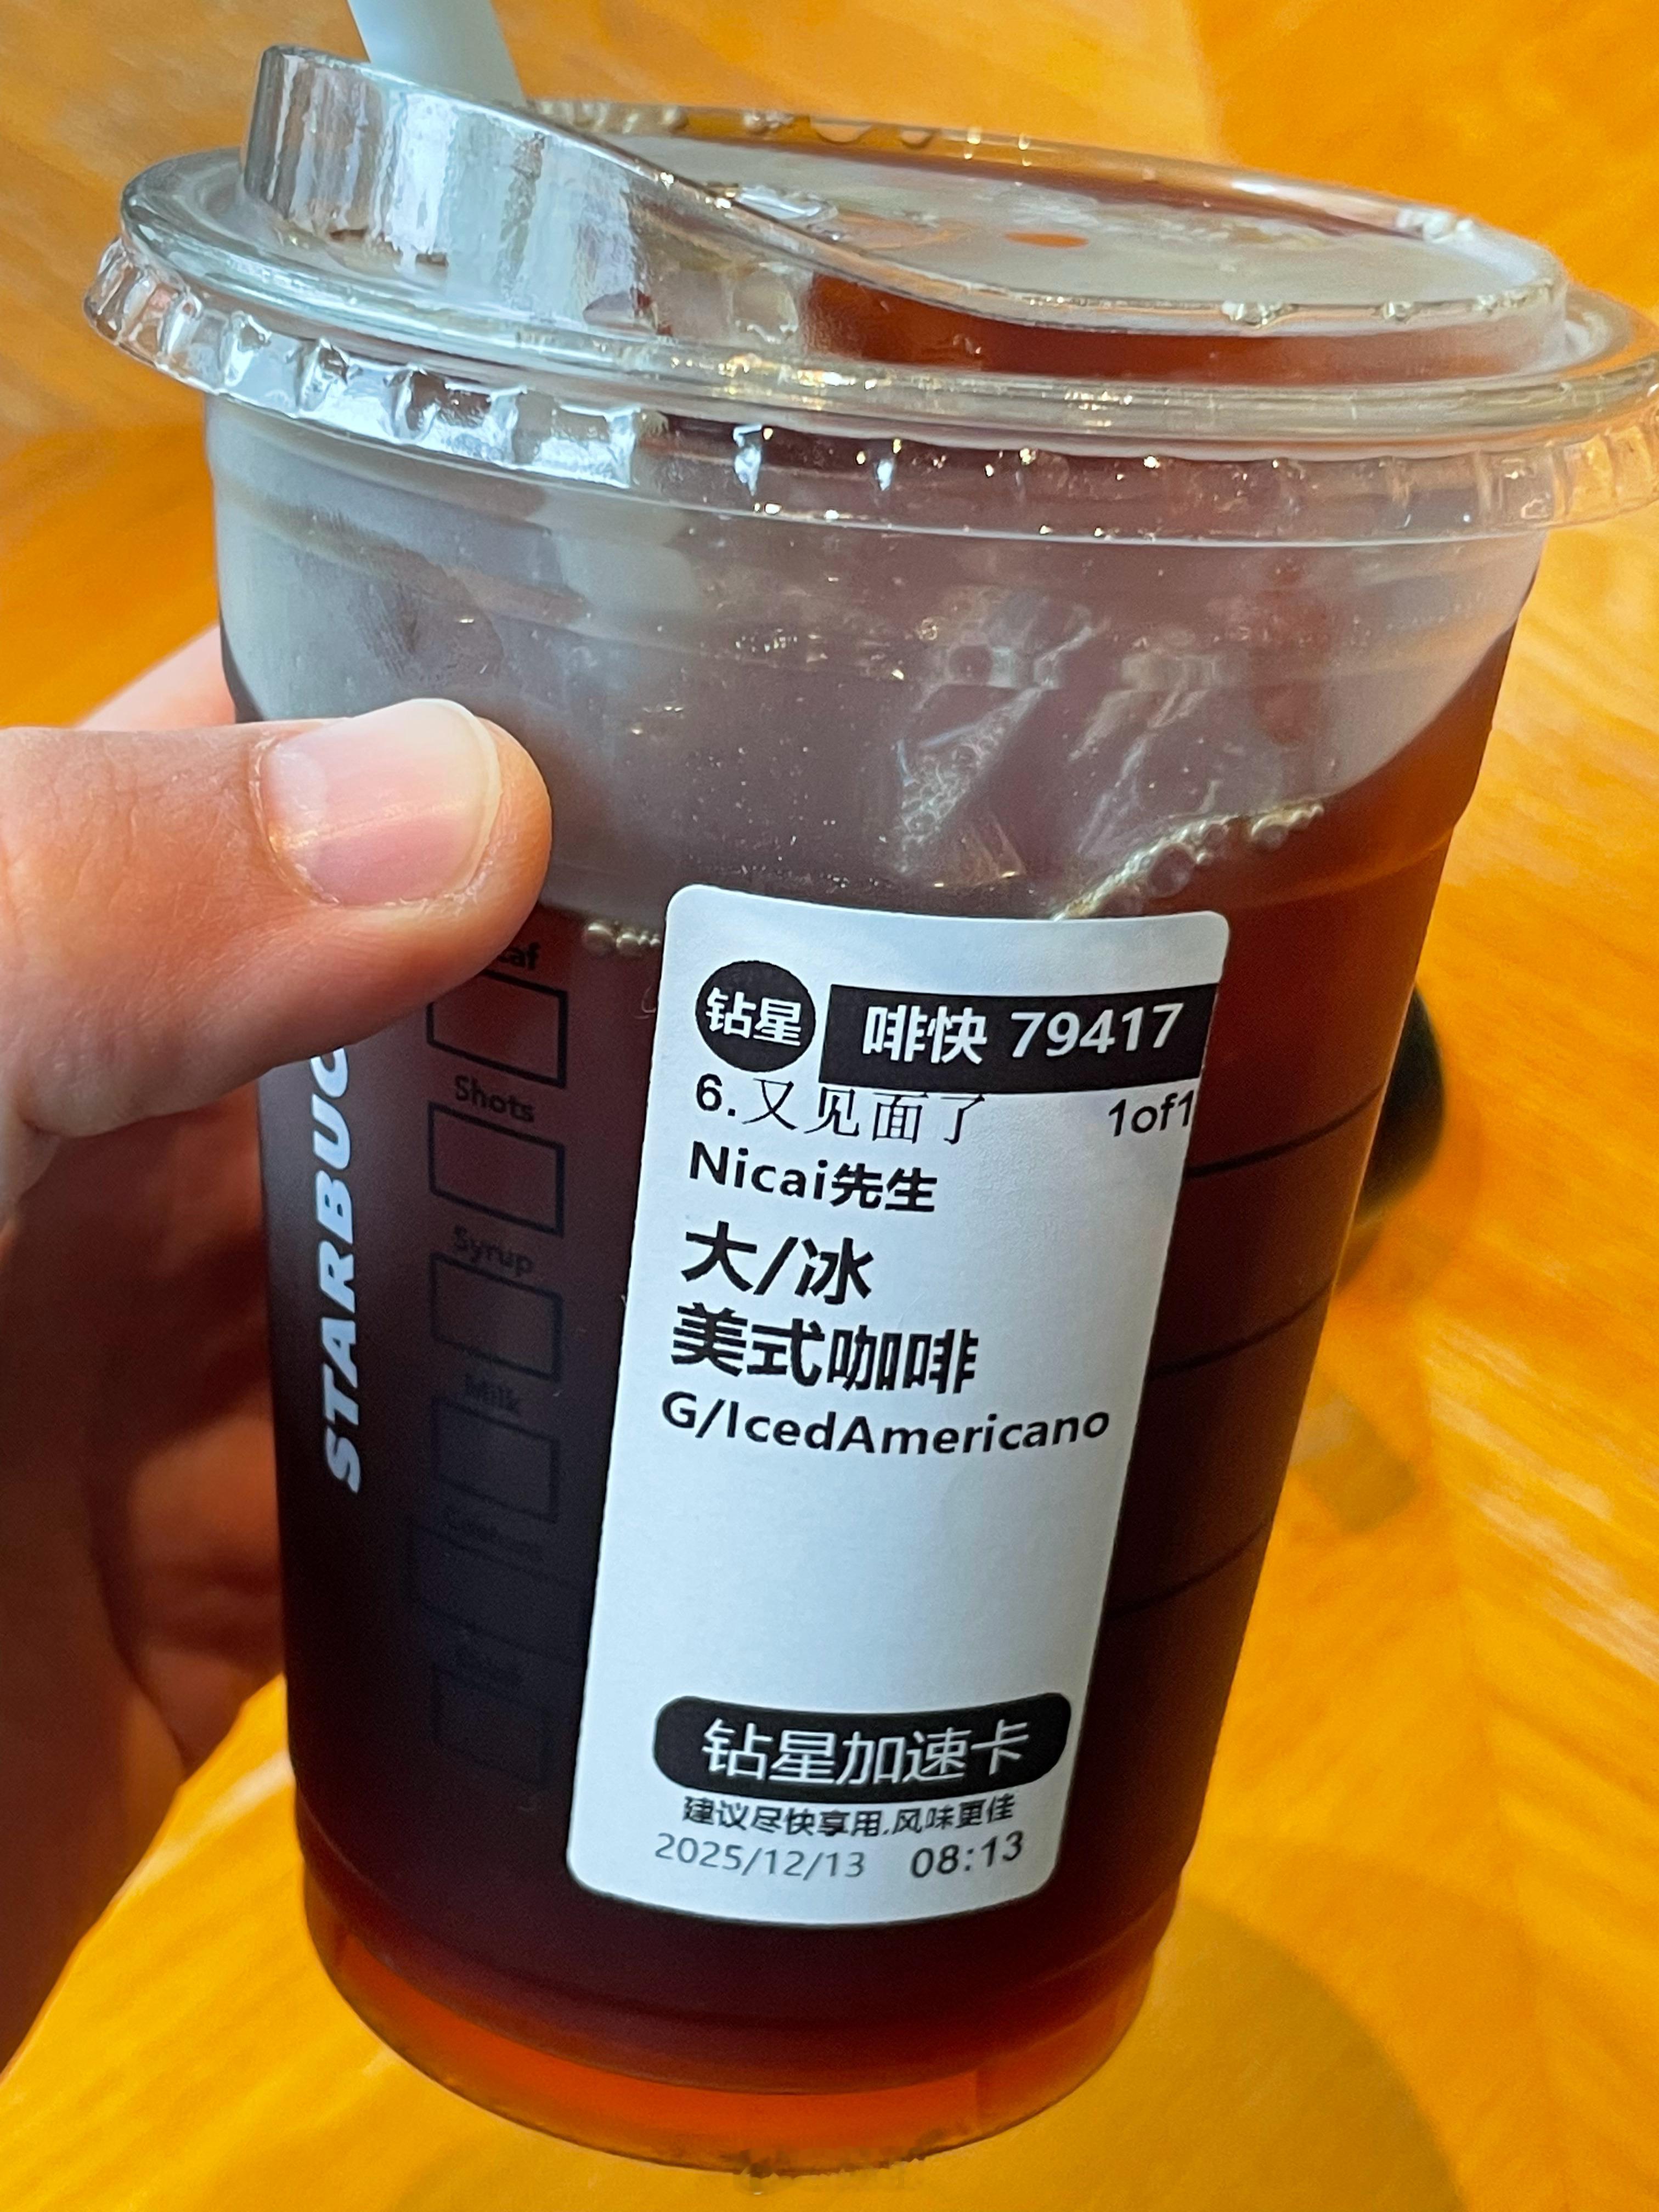 STARBUC
af
Shots
Syrup
Milk
钻星 啡快 79417
6.又见面了 1of1
Nicai先生
大/冰
美式咖啡
G/IcedAmericano
钻星加速卡
建议尽快享用,风味更佳
2025/12/13 08:13